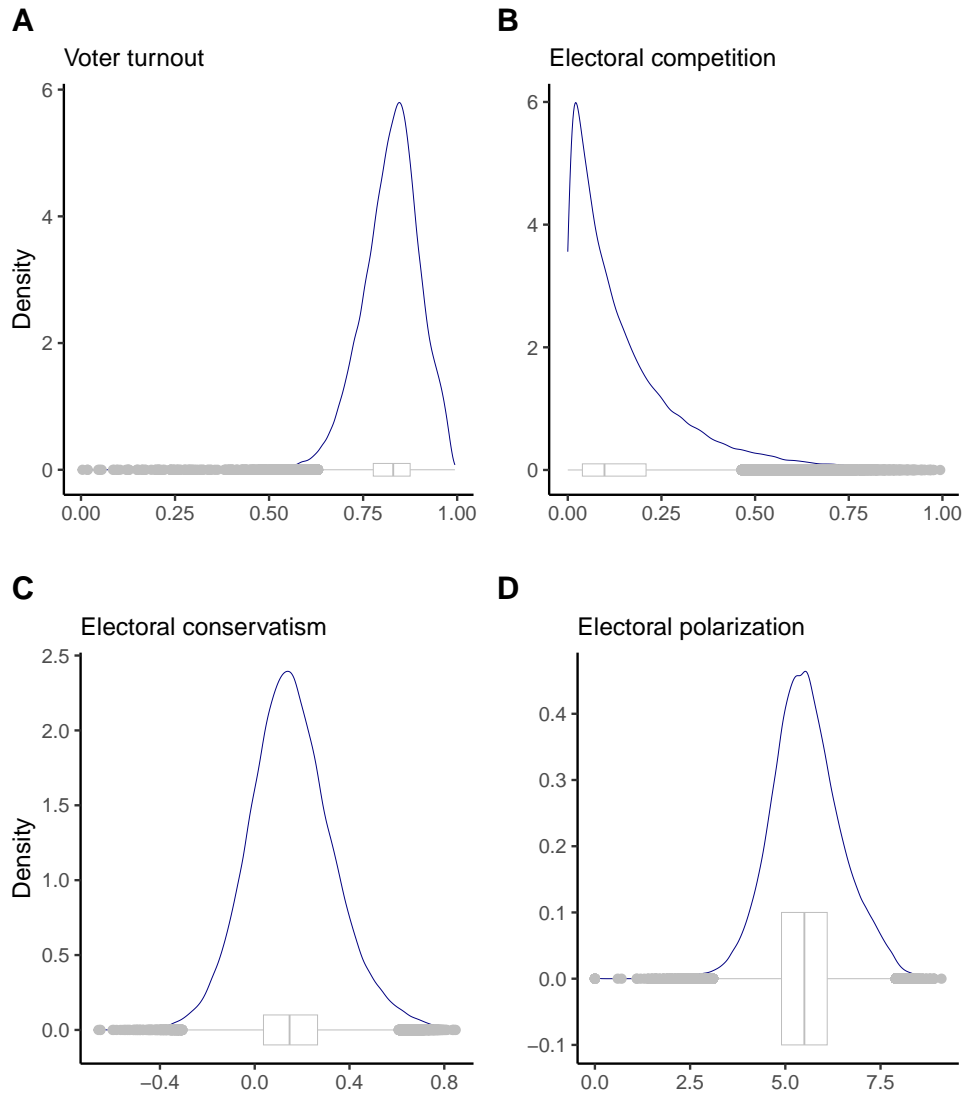 A
Voter turnout
Density
6
4
2
0
0.00 0.25 0.50 0.75 1.00
B
Electoral competition
6
4
2
0
0.00 0.25 0.50 0.75 1.00
C
Electoral conservatism
Density
2.5
2.0
1.5
1.0
0.5
0.0
−0.4 0.0 0.4 0.8
D
Electoral polarization
0.4
0.3
0.2
0.1
0.0
−0.1
0.0 2.5 5.0 7.5